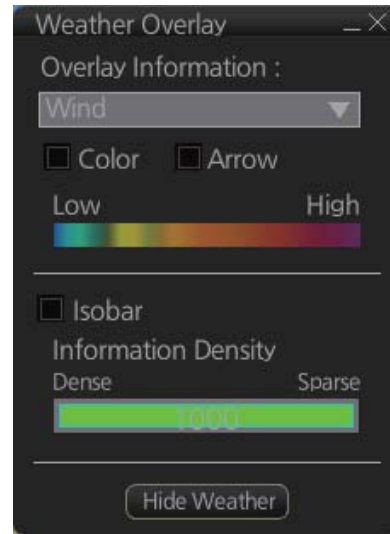 Weather Overlay
Overlay Information :
Wind
Color Arrow
Low High
Isobar
Information Density
Dense Sparse
1000
Hide Weather